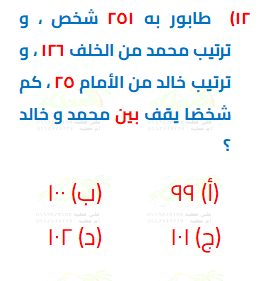 ١٢) طابور به ٢٥١ شخص ، و
ترتيب محمد من الخلف ١٢٦ ، و
ترتيب خالد من الأمام ٢٥ ، كم
شخصًا يقف بين محمد و خالد
؟
(أ) ٩٩ (ب) ١٠٠
(ج) ١٠١ (د) ١٠٢